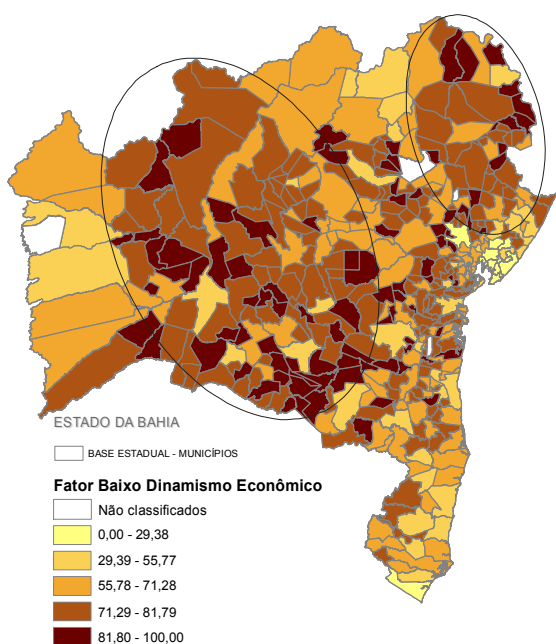 ESTADO DA BAHIA
BASE ESTADUAL - MUNICÍPIOS
Fator Baixo Dinamismo Econômico
Não classificados
0,00 - 29,38
29,39 - 55,77
55,78 - 71,28
71,29 - 81,79
81,80 - 100,00